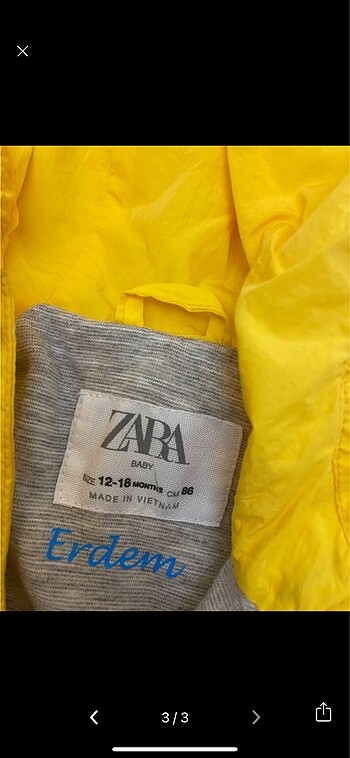 ZARA
BABY
SIZE 12-18 MONTHS CM 86
MADE IN VIETNAM
Erdem
3/3